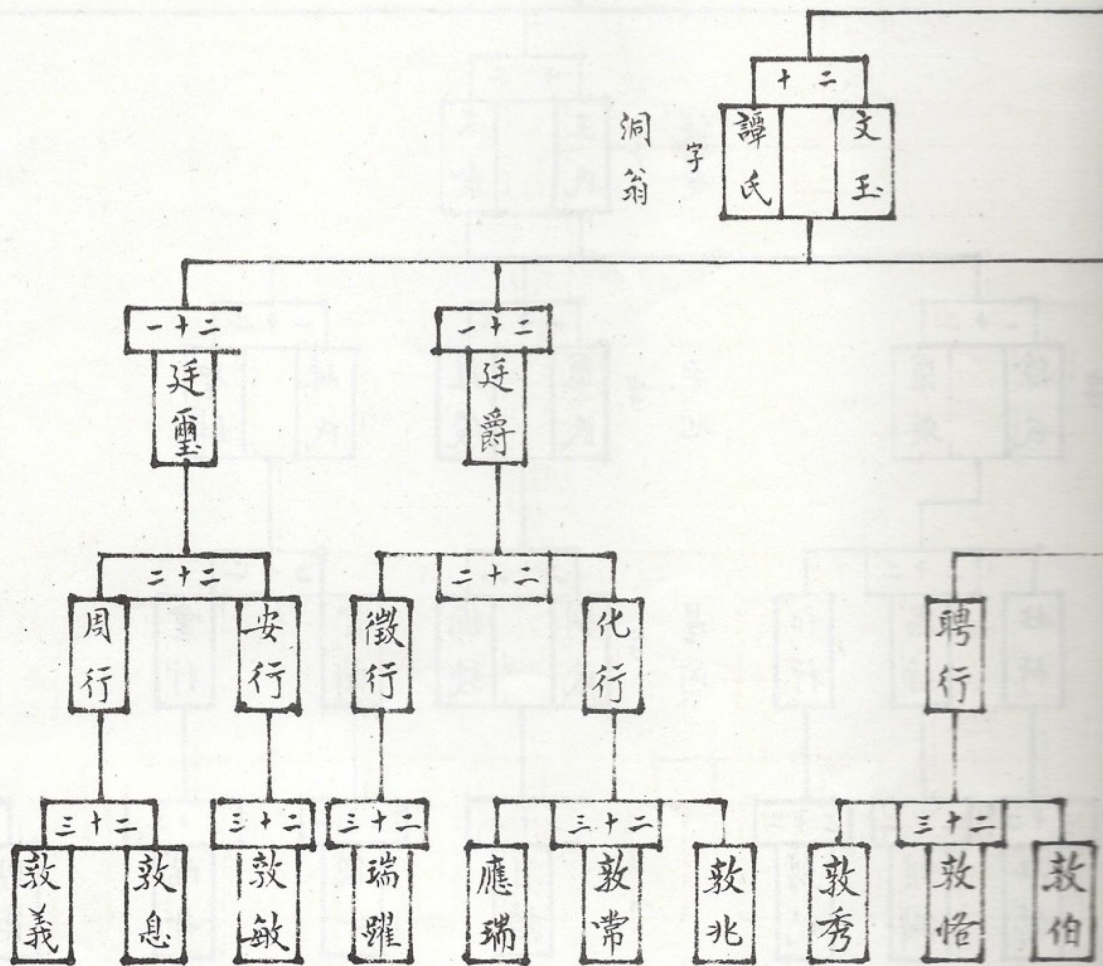 二十
文玉
譚氏
字
洞翁
二十一
廷爵
二十一
廷璽
聘行
二十二
化行
徵行
二十二
安行
周行
二十三
敦伯
敦恪
敦秀
二十三
敦兆
敦常
應瑞
二十三
瑞躍
二十三
敦敏
二十三
敦息
敦義